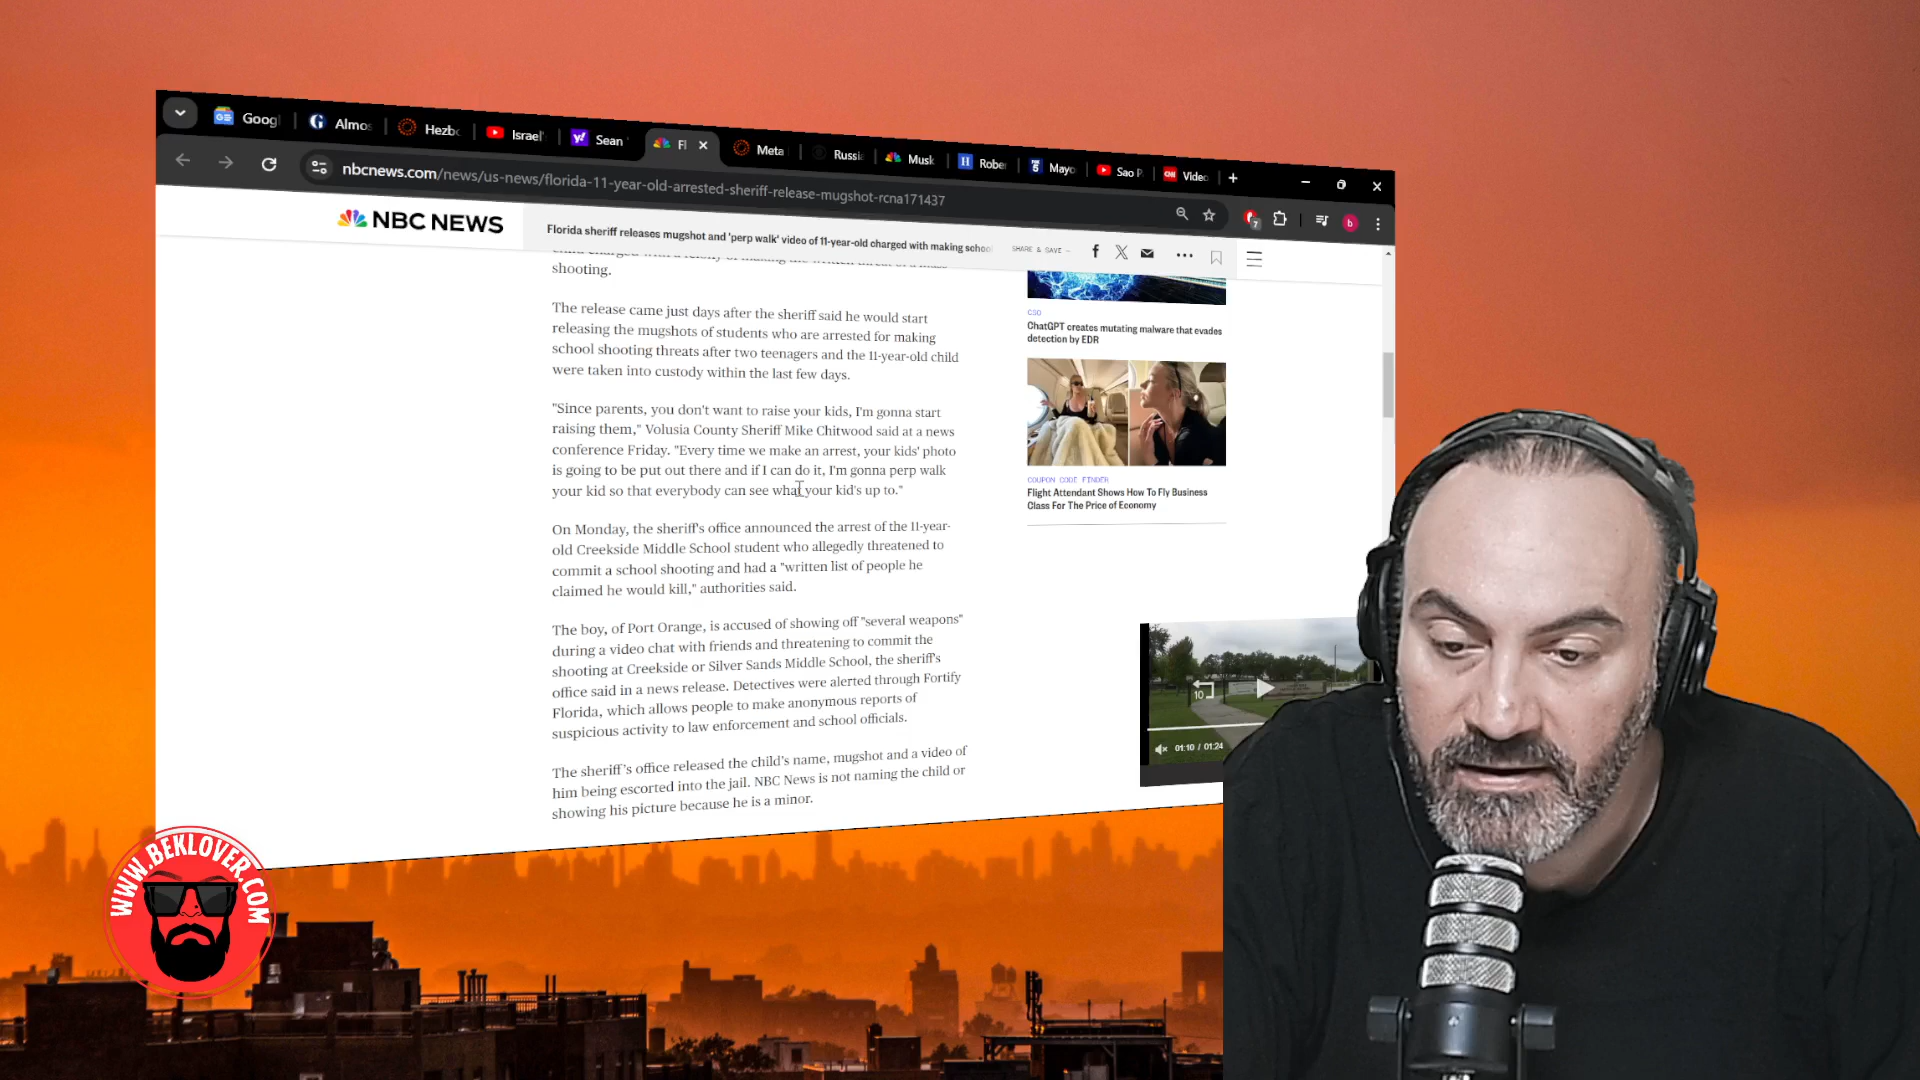 Googl
Almos
Hezbo
Israel'
Sean
Fl
Meta
Russia
Musk
Rober
Mayo
Sao P
Video
nbcnews.com/news/us-news/florida-11-year-old-arrested-sheriff-release-mugshot-rcna171437
NBC NEWS
Florida sheriff releases mugshot and 'perp walk' video of 11-year-old charged with making school
SHARE & SAVE –
shooting.
The release came just days after the sheriff said he would start
releasing the mugshots of students who are arrested for making
school shooting threats after two teenagers and the 11-year-old child
were taken into custody within the last few days.
"Since parents, you don't want to raise your kids, I'm gonna start
raising them," Volusia County Sheriff Mike Chitwood said at a news
conference Friday. "Every time we make an arrest, your kids' photo
is going to be put out there and if I can do it, I'm gonna perp walk
your kid so that everybody can see what your kid's up to."
On Monday, the sheriff's office announced the arrest of the 11-year-
old Creekside Middle School student who allegedly threatened to
commit a school shooting and had a "written list of people he
claimed he would kill," authorities said.
The boy, of Port Orange, is accused of showing off "several weapons"
during a video chat with friends and threatening to commit the
shooting at Creekside or Silver Sands Middle School, the sheriff's
office said in a news release. Detectives were alerted through Fortify
Florida, which allows people to make anonymous reports of
suspicious activity to law enforcement and school officials.
The sheriff's office released the child's name, mugshot and a video of
him being escorted into the jail. NBC News is not naming the child or
showing his picture because he is a minor.
CSO
ChatGPT creates mutating malware that evades
detection by EDR
COUPON CODE FINDER
Flight Attendant Shows How To Fly Business
Class For The Price of Economy
10
01:10 / 01:24
WWW.BEKLOVER.COM